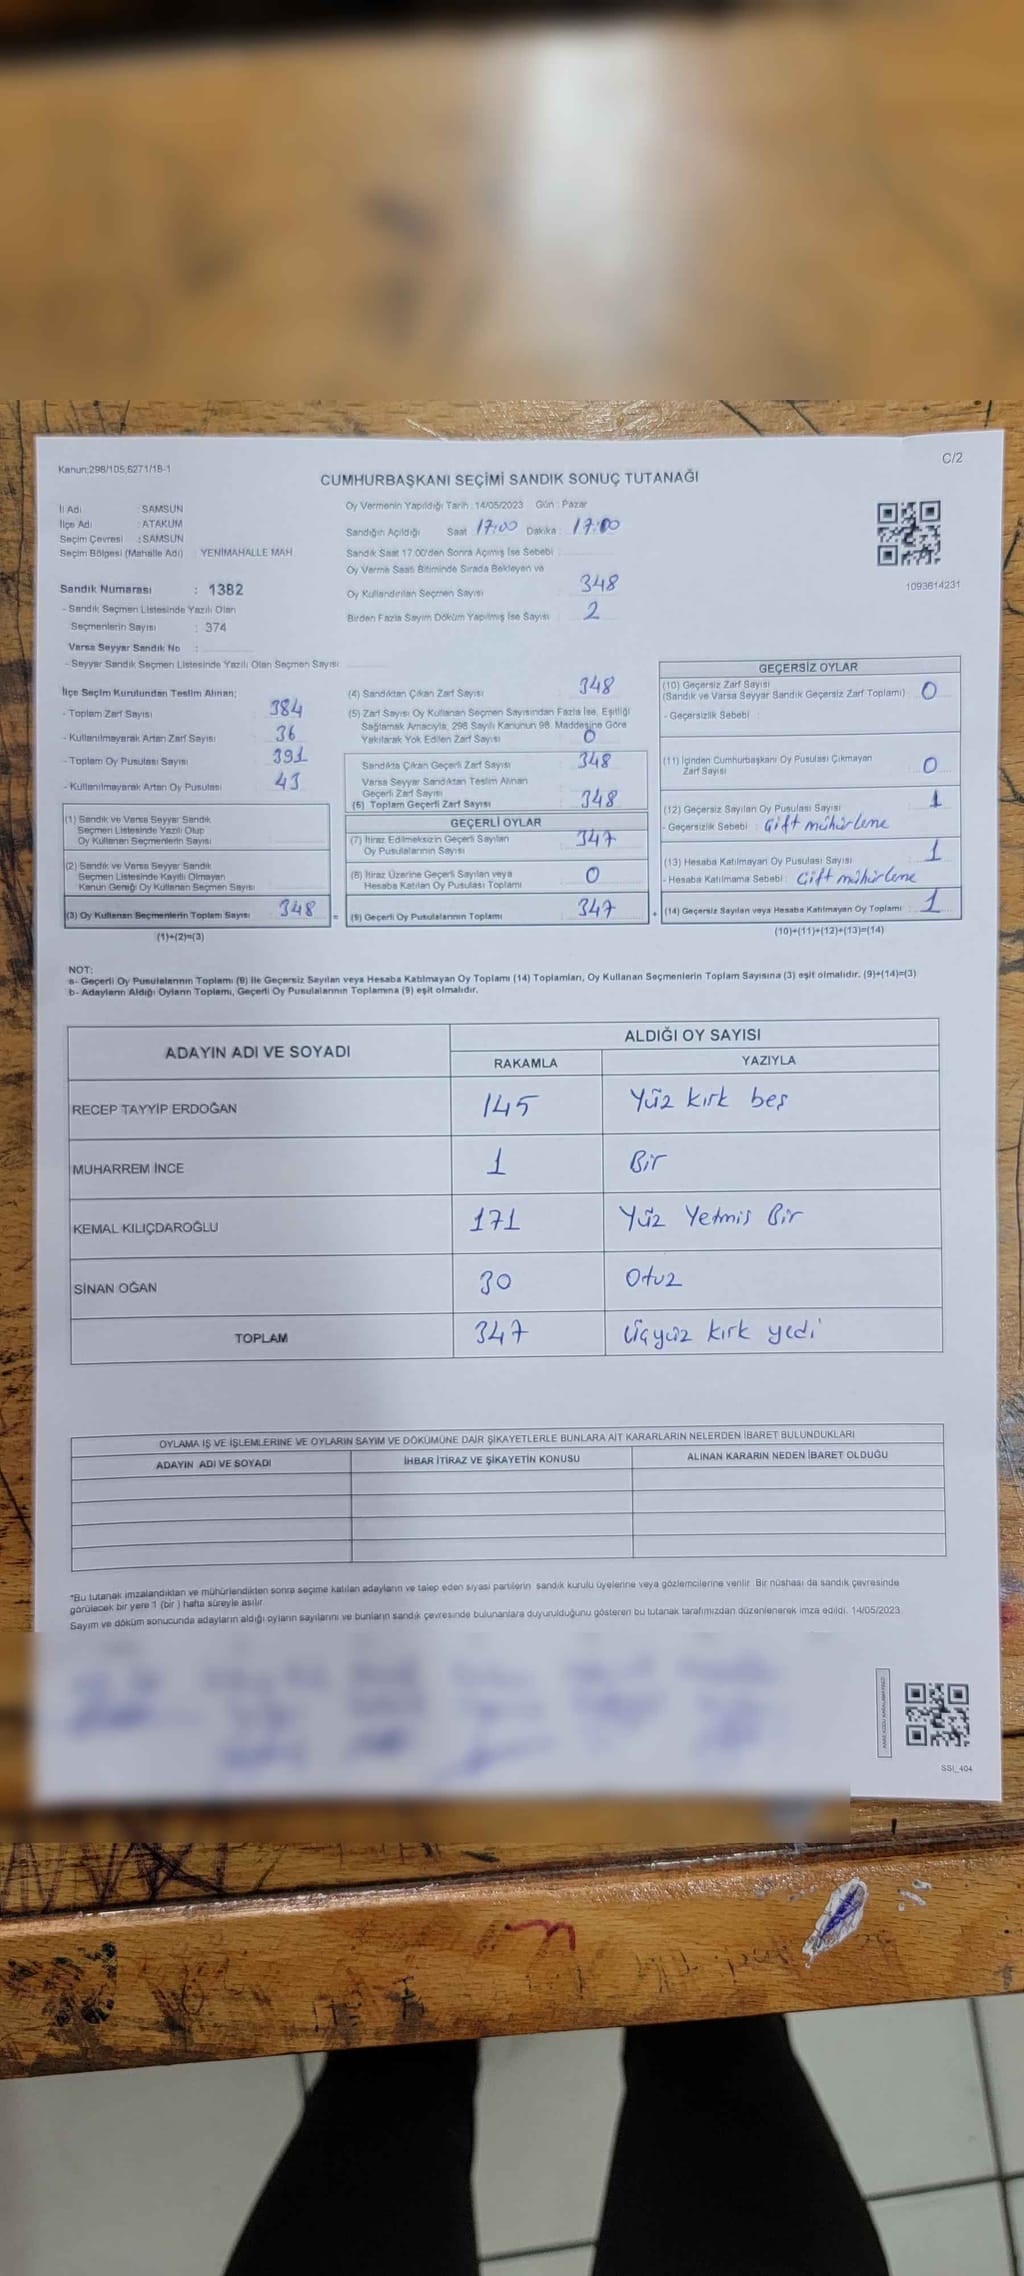 Kanun;298/105;6271/18-1
C/2
CUMHURBAŞKANI SEÇİMİ SANDIK SONUÇ TUTANAĞI
İl Adı : SAMSUN
İlçe Adı : ATAKUM
Seçim Çevresi : SAMSUN
Seçim Bölgesi (Mahalle Adı) : YENİMAHALLE MAH
Sandık Numarası : 1382
- Sandık Seçmen Listesinde Yazılı Olan
Seçmenlerin Sayısı : 374
Varsa Seyyar Sandık No :
- Seyyar Sandık Seçmen Listesinde Yazılı Olan Seçmen Sayısı :
Oy Vermenin Yapıldığı Tarih : 14/05/2023 Gün : Pazar
Sandığın Açıldığı Saat 17:00 Dakika : 17:00
Sandık Saat 17.00'den Sonra Açımış İse Sebebi :
Oy Verme Saati Bitiminde Sırada Bekleyen ve
Oy Kullandırılan Seçmen Sayısı : 348
Birden Fazla Sayım Döküm Yapılmış İse Sayısı : 2
1093614231
İlçe Seçim Kurulundan Teslim Alınan;
- Toplam Zarf Sayısı : 384
- Kullanılmayarak Artan Zarf Sayısı : 36
- Toplam Oy Pusulası Sayısı : 391
- Kullanılmayarak Artan Oy Pusulası : 43
(1) Sandık ve Varsa Seyyar Sandık
Seçmen Listesinde Yazılı Olup
Oy Kullanan Seçmenlerin Sayısı :
(2) Sandık ve Varsa Seyyar Sandık
Seçmen Listesinde Kayıtlı Olmayan
Kanun Gereği Oy Kullanan Seçmen Sayısı :
(3) Oy Kullanan Seçmenlerin Toplam Sayısı : 348
(1)+(2)=(3)
(4) Sandıktan Çıkan Zarf Sayısı : 348
(5) Zarf Sayısı Oy Kullanan Seçmen Sayısından Fazla İse, Eşitliği
Sağlamak Amacıyla, 298 Sayılı Kanunun 98. Maddesine Göre
Yakılarak Yok Edilen Zarf Sayısı : 0
Sandıkta Çıkan Geçerli Zarf Sayısı : 348
Varsa Seyyar Sandıktan Teslim Alınan
Geçerli Zarf Sayısı :
(6) Toplam Geçerli Zarf Sayısı : 348
GEÇERLİ OYLAR
(7) İtiraz Edilmeksizin Geçerli Sayılan
Oy Pusulalarının Sayısı : 347
(8) İtiraz Üzerine Geçerli Sayılan veya
Hesaba Katılan Oy Pusulası Toplamı : 0
= (9) Geçerli Oy Pusulalarının Toplamı : 347
GEÇERSİZ OYLAR
(10) Geçersiz Zarf Sayısı
(Sandık ve Varsa Seyyar Sandık Geçersiz Zarf Toplamı) : 0
- Geçersizlik Sebebi :
(11) İçinden Cumhurbaşkanı Oy Pusulası Çıkmayan
Zarf Sayısı : 0
(12) Geçersiz Sayılan Oy Pusulası Sayısı : 1
- Geçersizlik Sebebi : Çift mühürleme
(13) Hesaba Katılmayan Oy Pusulası Sayısı : 1
- Hesaba Katılmama Sebebi : Çift mühürleme
+ (14) Geçersiz Sayılan veya Hesaba Katılmayan Oy Toplamı : 1
(10)+(11)+(12)+(13)=(14)
NOT:
a- Geçerli Oy Pusulalarının Toplamı (9) ile Geçersiz Sayılan veya Hesaba Katılmayan Oy Toplamı (14) Toplamları, Oy Kullanan Seçmenlerin Toplam Sayısına (3) eşit olmalıdır. (9)+(14)=(3)
b- Adayların Aldığı Oyların Toplamı, Geçerli Oy Pusulalarının Toplamına (9) eşit olmalıdır.
ADAYIN ADI VE SOYADI ALDIĞI OY SAYISI
RAKAMLA YAZIYLA
RECEP TAYYİP ERDOĞAN 145 Yüz kırk beş
MUHARREM İNCE 1 Bir
KEMAL KILIÇDAROĞLU 171 Yüz Yetmiş Bir
SİNAN OĞAN 30 Otuz
TOPLAM 347 Üçyüz kırk yedi
OYLAMA İŞ VE İŞLEMLERİNE VE OYLARIN SAYIM VE DÖKÜMÜNE DAİR ŞİKAYETLERLE BUNLARA AİT KARARLARIN NELERDEN İBARET BULUNDUKLARI
ADAYIN ADI VE SOYADI İHBAR İTİRAZ VE ŞİKAYETİN KONUSU ALINAN KARARIN NEDEN İBARET OLDUĞU
*Bu tutanak imzalandıktan ve mühürlendikten sonra seçime katılan adayların ve talep eden siyasi partilerin sandık kurulu üyelerine veya gözlemcilerine verilir. Bir nüshası da sandık çevresinde
görülecek bir yere 1 (bir ) hafta süreyle asılır.
Sayım ve döküm sonucunda adayların aldığı oyların sayılarını ve bunların sandık çevresinde bulunanlara duyurulduğunu gösteren bu tutanak tarafımızdan düzenlenerek imza edildi. 14/05/2023
SSI_404